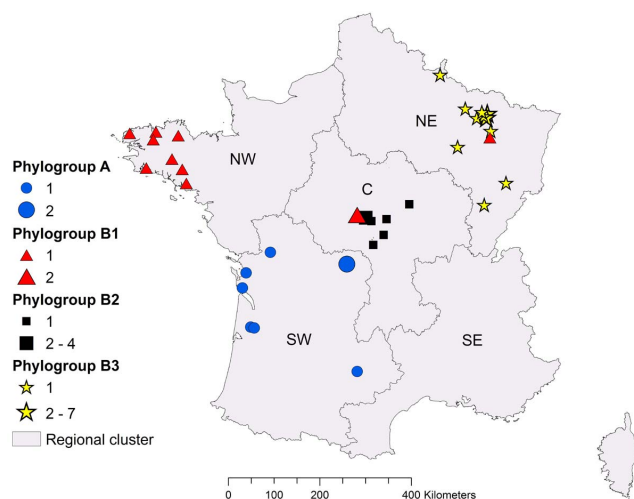 Phylogroup A
1
2
Phylogroup B1
1
2
Phylogroup B2
1
2 - 4
Phylogroup B3
1
2 - 7
Regional cluster
NW
NE
C
SW
SE
0 100 200 400 Kilometers